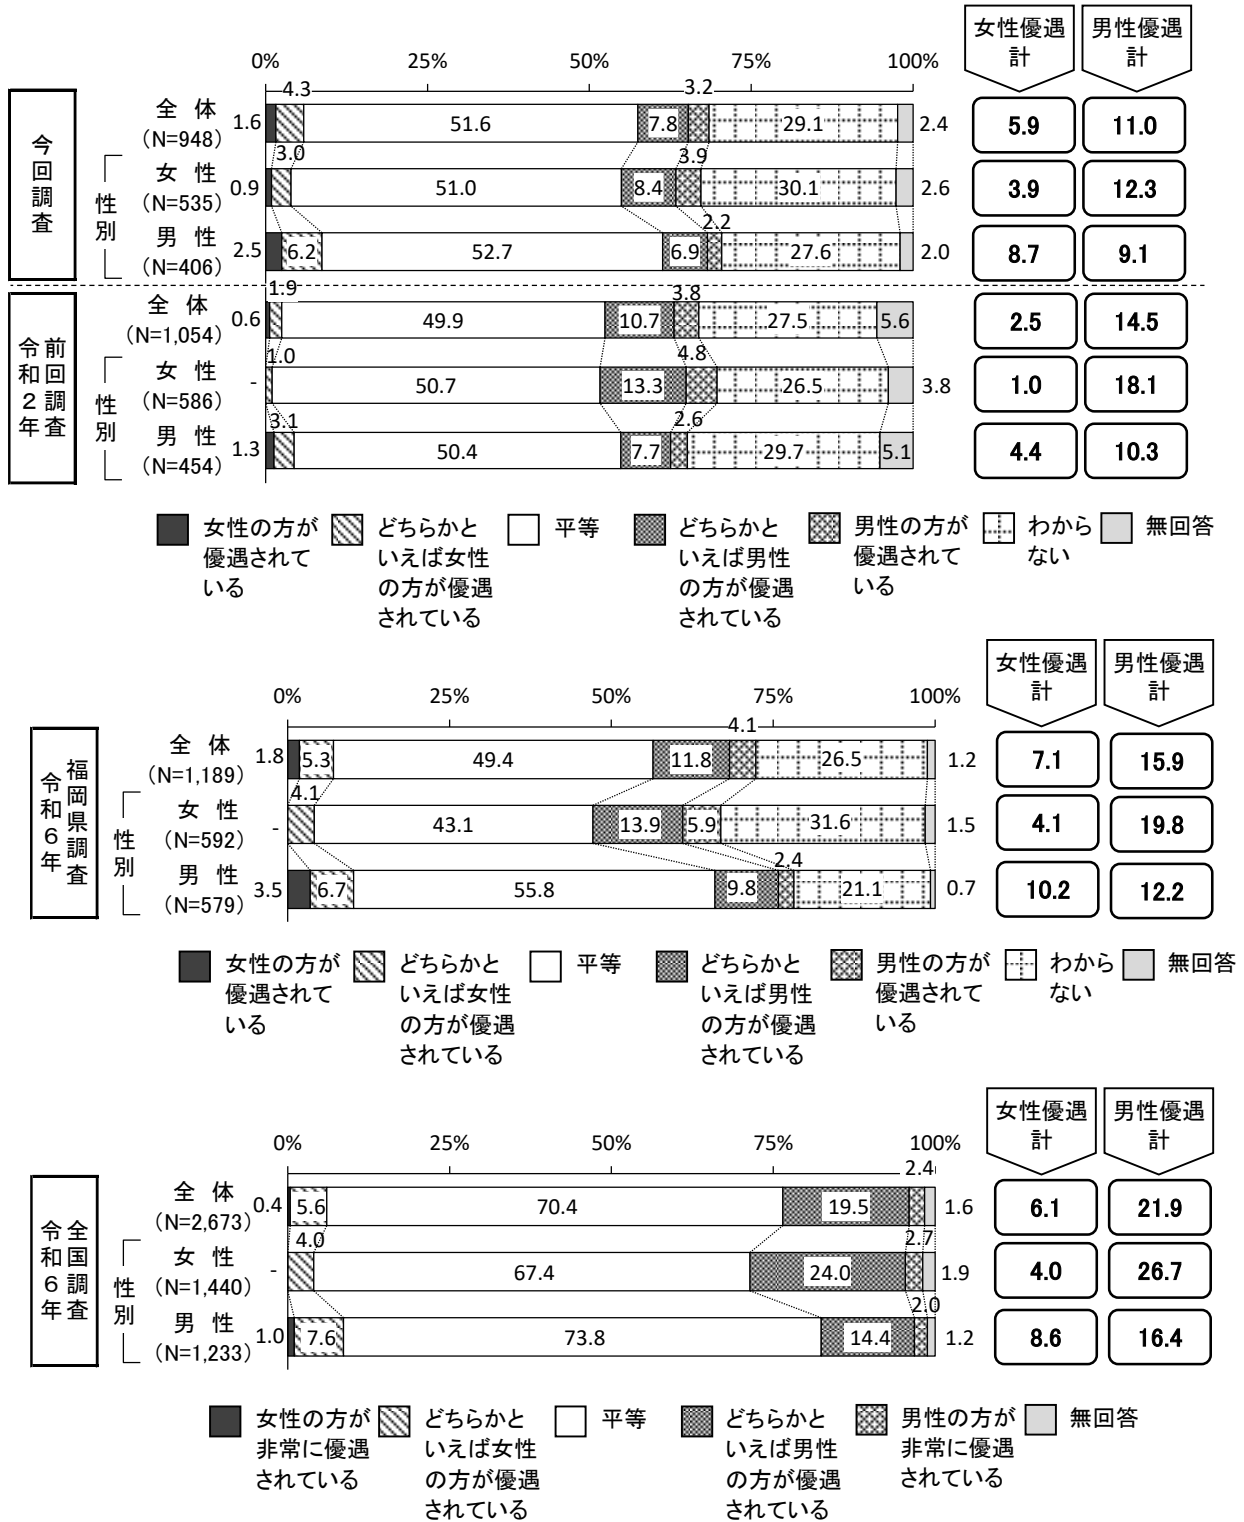 女性優遇 男性優遇
計 計
0% 25% 50% 75% 100%
今回調査
性別
4.3 3.2
全 体
(N=948)
1.6 51.6 7.8 29.1 2.4 5.9 11.0
3.0 3.9
女 性
(N=535)
0.9 51.0 8.4 30.1 2.6 3.9 12.3
2.2
男 性
(N=406)
2.5 6.2 52.7 6.9 27.6 2.0 8.7 9.1
前回調査
令和2年
性別
1.9 3.8
全 体
(N=1,054)
0.6 49.9 10.7 27.5 5.6 2.5 14.5
1.0 4.8
女 性
(N=586)
- 50.7 13.3 26.5 3.8 1.0 18.1
3.1 2.6
男 性
(N=454)
1.3 50.4 7.7 29.7 5.1 4.4 10.3
女性の方が
優遇されて
いる
どちらかと
いえば女性
の方が優遇
されている
平等
どちらかと
いえば男性
の方が優遇
されている
男性の方が
優遇されて
いる
わから
ない
無回答
女性優遇 男性優遇
計 計
0% 25% 50% 75% 100%
福岡県調査
令和6年
性別
4.1
全 体
(N=1,189)
1.8 5.3 49.4 11.8 26.5 1.2 7.1 15.9
4.1
女 性
(N=592)
- 43.1 13.9 5.9 31.6 1.5 4.1 19.8
2.4
男 性
(N=579)
3.5 6.7 55.8 9.8 21.1 0.7 10.2 12.2
女性の方が
優遇されて
いる
どちらかと
いえば女性
の方が優遇
されている
平等
どちらかと
いえば男性
の方が優遇
されている
男性の方が
優遇されて
いる
わから
ない
無回答
女性優遇 男性優遇
計 計
0% 25% 50% 75% 100%
全国調査
令和6年
性別
2.4
全 体
(N=2,673)
0.4 5.6 70.4 19.5 1.6 6.1 21.9
4.0 2.7
女 性
(N=1,440)
- 67.4 24.0 1.9 4.0 26.7
2.0
男 性
(N=1,233)
1.0 7.6 73.8 14.4 1.2 8.6 16.4
女性の方が
非常に優遇
されている
どちらかと
いえば女性
の方が優遇
されている
平等
どちらかと
いえば男性
の方が優遇
されている
男性の方が
非常に優遇
されている
無回答